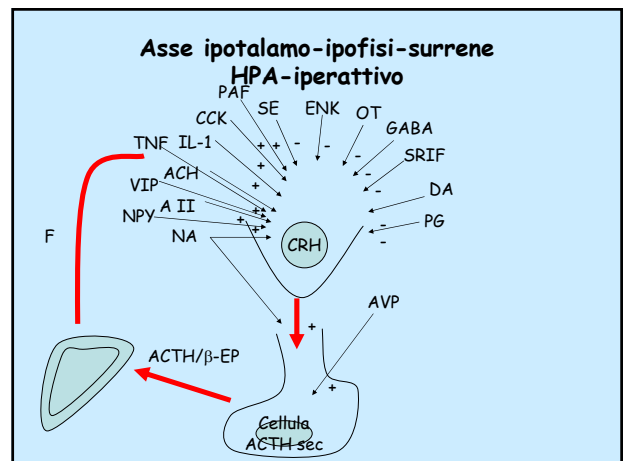 Asse ipotalamo-ipofisi-surrene
HPA-iperattivo
PAF
SE
ENK
OT
CCK
GABA
TNF
IL-1
+ +
-
-
-
SRIF
+
-
ACH
-
VIP
+
DA
A II
NPY
+
+
+
PG
-
-
F
NA
CRH
AVP
+
ACTH/β-EP
+
Cellula
ACTH sec